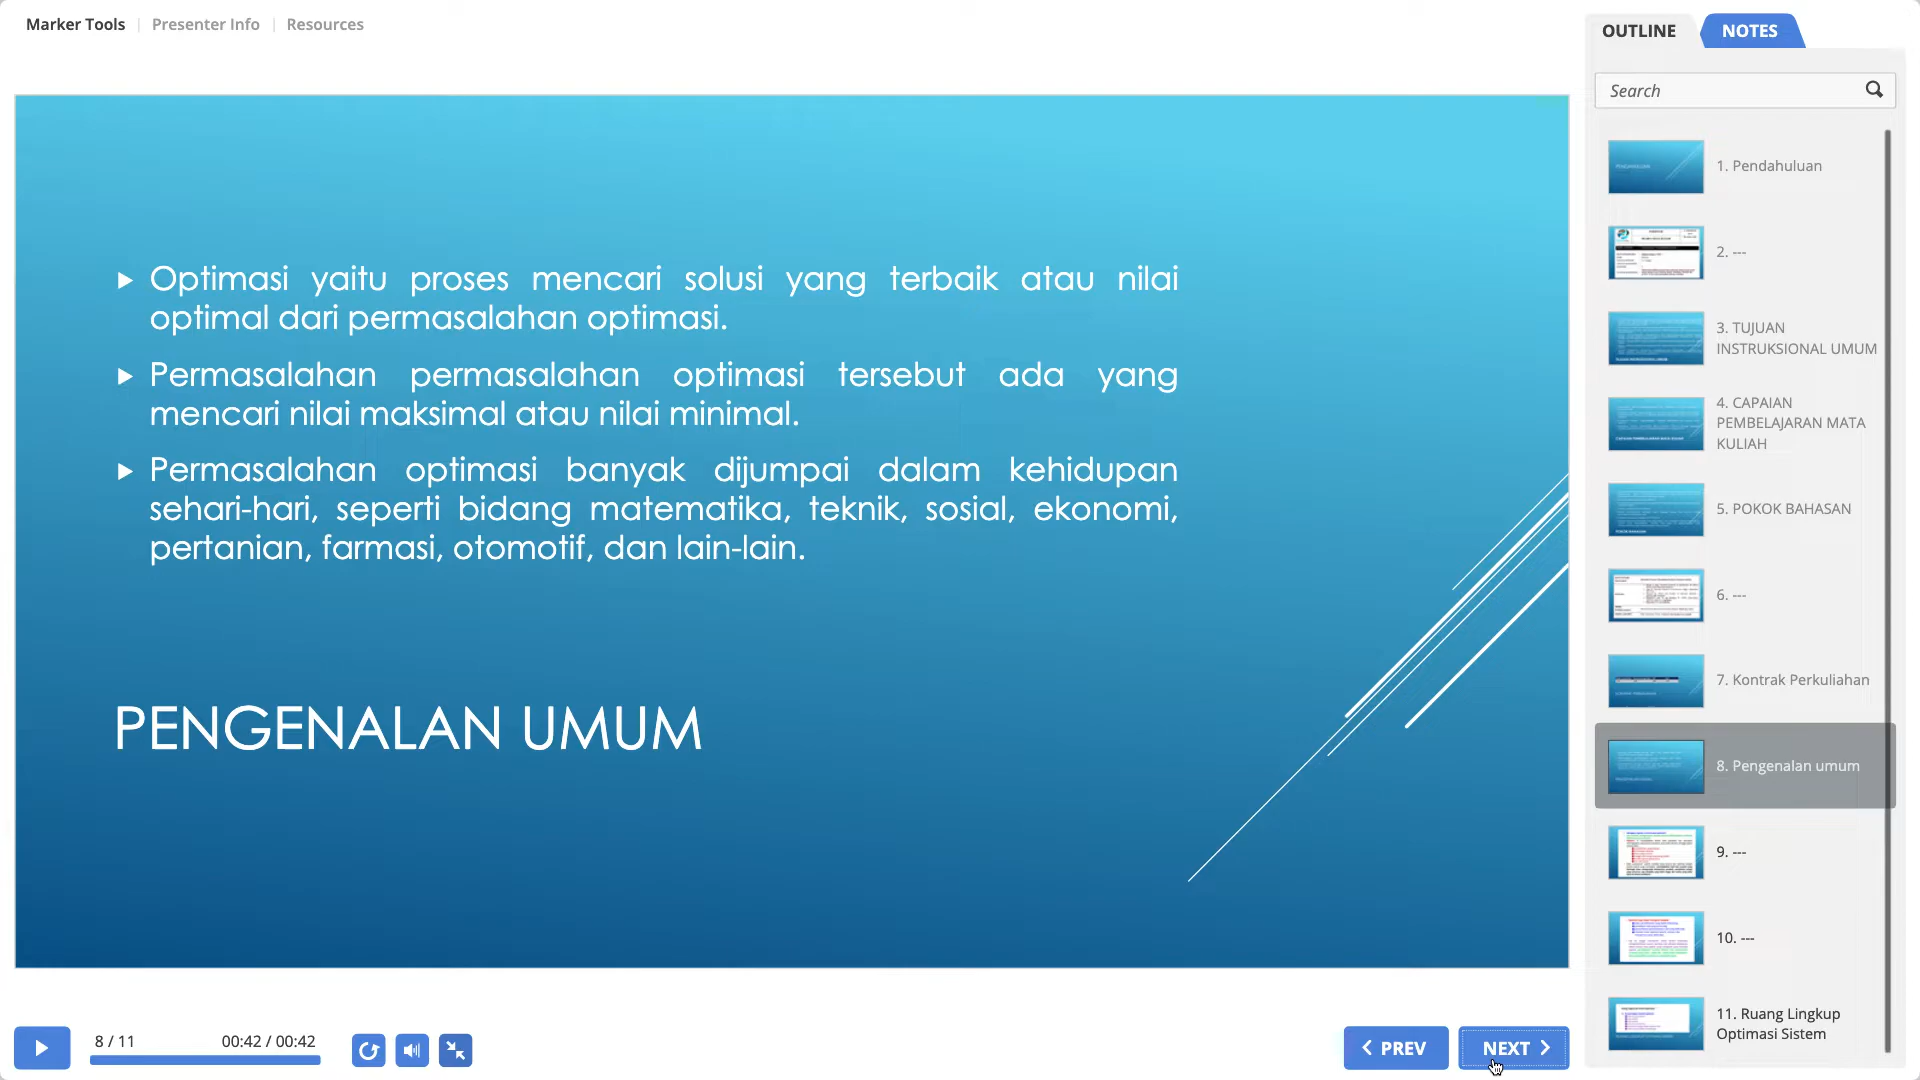 Marker Tools
Presenter Info
Resources
OUTLINE
NOTES
Search
Optimasi yaitu proses mencari solusi yang terbaik atau nilai
optimal dari permasalahan optimasi.
Permasalahan permasalahan optimasi tersebut ada yang
mencari nilai maksimal atau nilai minimal.
Permasalahan optimasi banyak dijumpai dalam kehidupan
sehari-hari, seperti bidang matematika, teknik, sosial, ekonomi,
pertanian, farmasi, otomotif, dan lain-lain.
PENGENALAN UMUM
1. Pendahuluan
2. ---
3. TUJUAN
INSTRUKSIONAL UMUM
4. CAPAIAN
PEMBELAJARAN MATA
KULIAH
5. POKOK BAHASAN
6. ---
7. Kontrak Perkuliahan
8. Pengenalan umum
9. ---
10. ---
11. Ruang Lingkup
Optimasi Sistem
8 / 11
00:42 / 00:42
PREV
NEXT